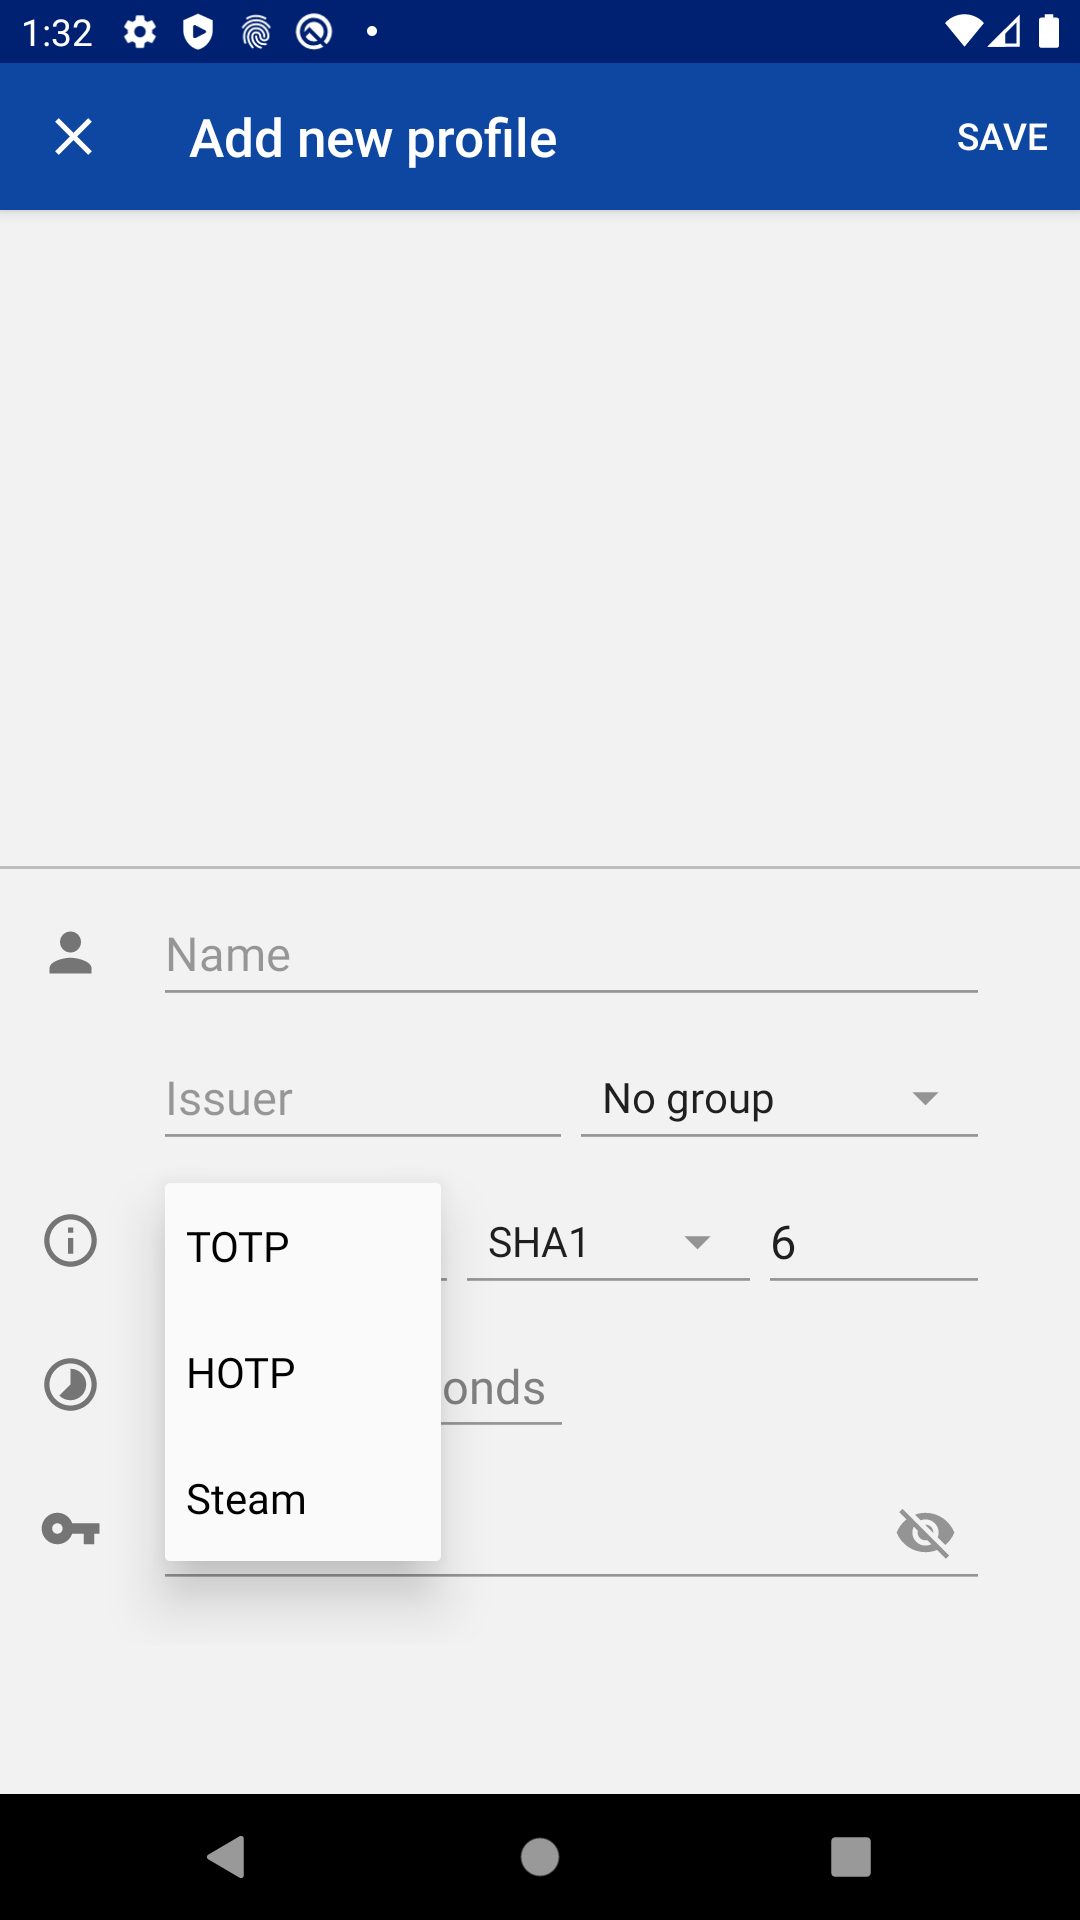 1:32
Add new profile
SAVE
Name
Issuer
No group
TOTP
SHA1
6
HOTP
onds
Steam